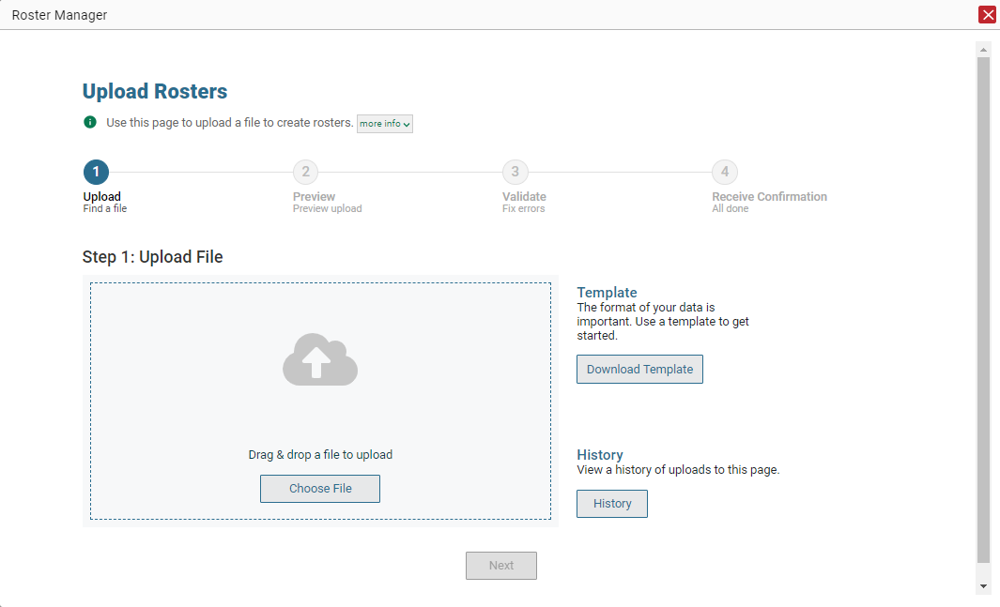 Roster Manager
Upload Rosters
Use this page to upload a file to create rosters. more info
1 2 3 4
Upload Preview Validate Receive Confirmation
Find a file Preview upload Fix errors All done
Step 1: Upload File
Template
The format of your data is
important. Use a template to get
started.
Download Template
Drag & drop a file to upload
Choose File
History
View a history of uploads to this page.
History
Next